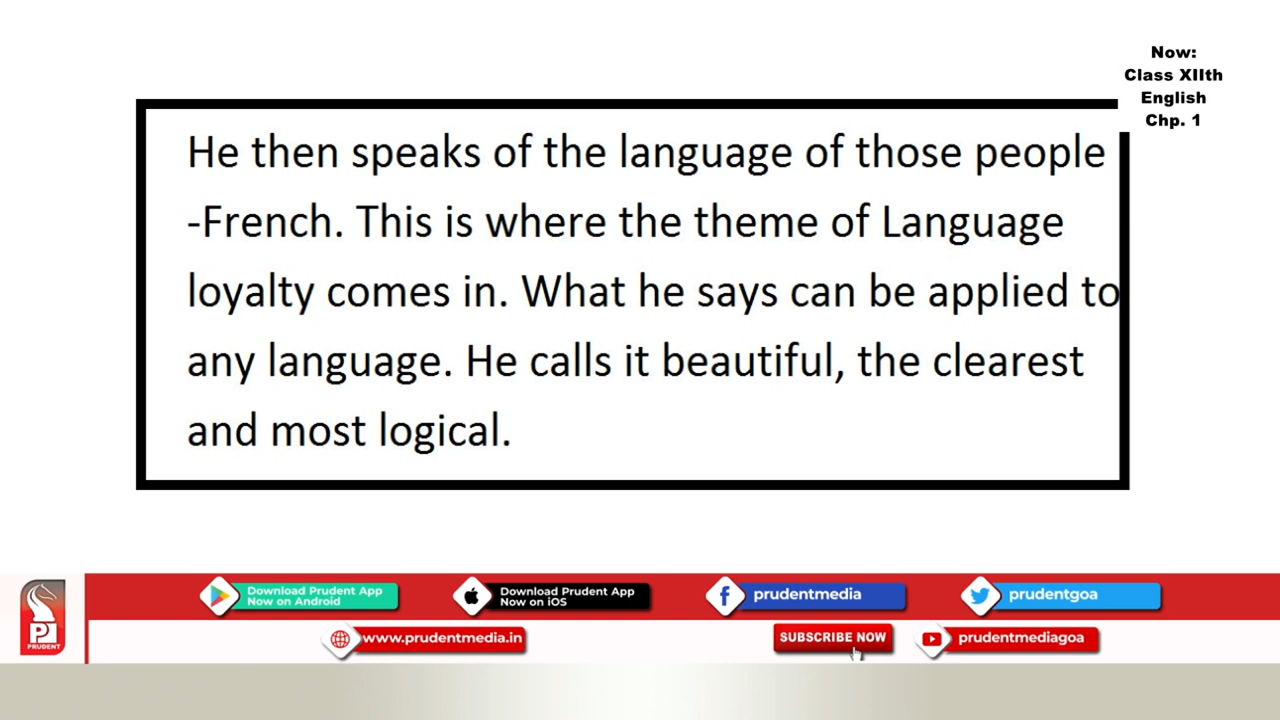 Now:
Class XIIth
English
Chp. 1
He then speaks of the language of those people
-French. This is where the theme of Language
loyalty comes in. What he says can be applied to
any language. He calls it beautiful, the clearest
and most logical.
Download Prudent App
Now on Android
Download Prudent App
Now on iOS
prudentmedia
prudentgoa
PRUDENT
www.prudentmedia.in
SUBSCRIBE NOW
prudentmediagoa